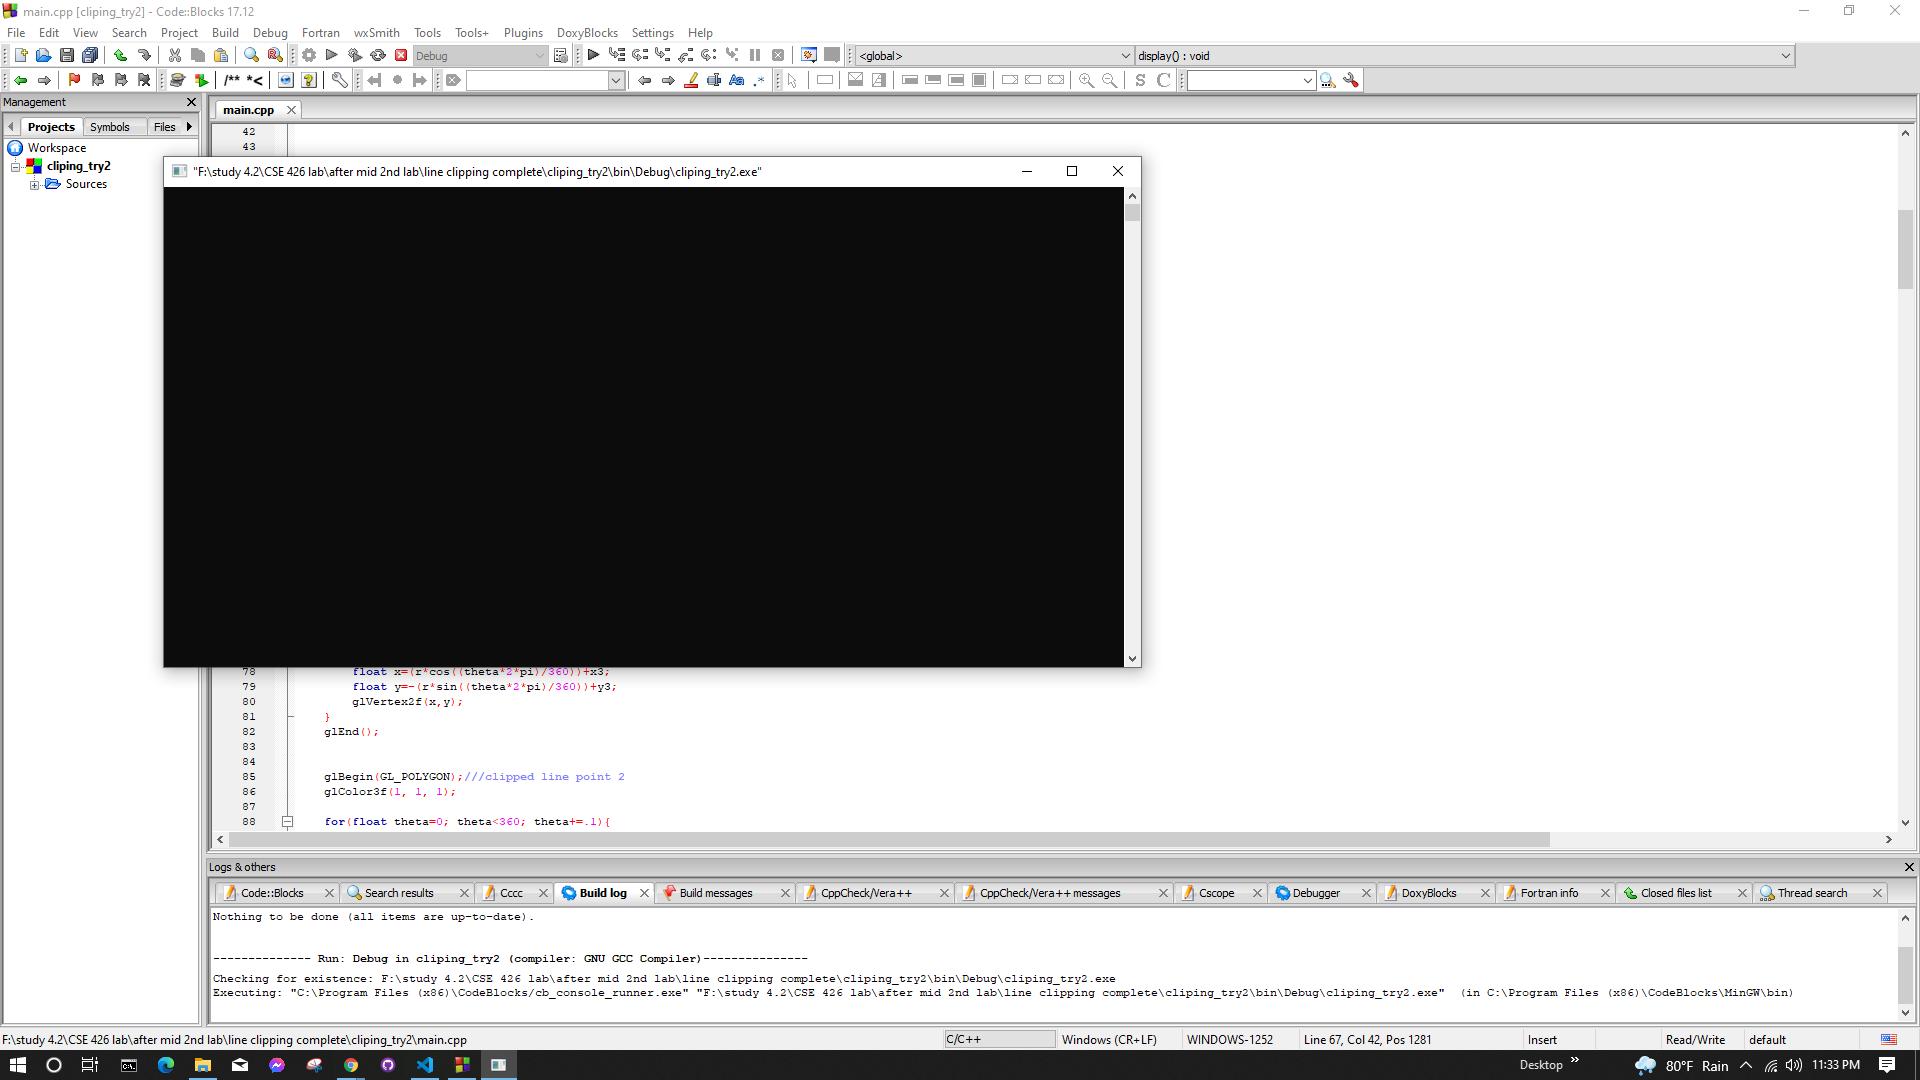 main.cpp [cliping_try2] - Code::Blocks 17.12
File Edit View Search Project Build Debug Fortran wxSmith Tools Tools+ Plugins DoxyBlocks Settings Help
Debug
<global>
display() : void
/** *<
Aa .*
S C
Management
Projects Symbols Files
Workspace
cliping_try2
Sources
main.cpp
42
43
"F:\study 4.2\CSE 426 lab\after mid 2nd lab\line clipping complete\cliping_try2\bin\Debug\cliping_try2.exe"
78 float x=(r*cos((theta*2*pi)/360))+x3;
79 float y=-(r*sin((theta*2*pi)/360))+y3;
80 glVertex2f(x,y);
81 }
82 glEnd();
83
84
85 glBegin(GL_POLYGON);///clipped line point 2
86 glColor3f(1, 1, 1);
87
88 for(float theta=0; theta<360; theta+=.1){
Logs & others
Code::Blocks Search results Cccc Build log Build messages CppCheck/Vera++ CppCheck/Vera++ messages Cscope Debugger DoxyBlocks Fortran info Closed files list Thread search
Nothing to be done (all items are up-to-date).
-------------- Run: Debug in cliping_try2 (compiler: GNU GCC Compiler)---------------
Checking for existence: F:\study 4.2\CSE 426 lab\after mid 2nd lab\line clipping complete\cliping_try2\bin\Debug\cliping_try2.exe
Executing: "C:\Program Files (x86)\CodeBlocks/cb_console_runner.exe" "F:\study 4.2\CSE 426 lab\after mid 2nd lab\line clipping complete\cliping_try2\bin\Debug\cliping_try2.exe"  (in C:\Program Files (x86)\CodeBlocks\MinGW\bin)
F:\study 4.2\CSE 426 lab\after mid 2nd lab\line clipping complete\cliping_try2\main.cpp C/C++ Windows (CR+LF) WINDOWS-1252 Line 67, Col 42, Pos 1281 Insert Read/Write default
Desktop » 80°F Rain 11:33 PM